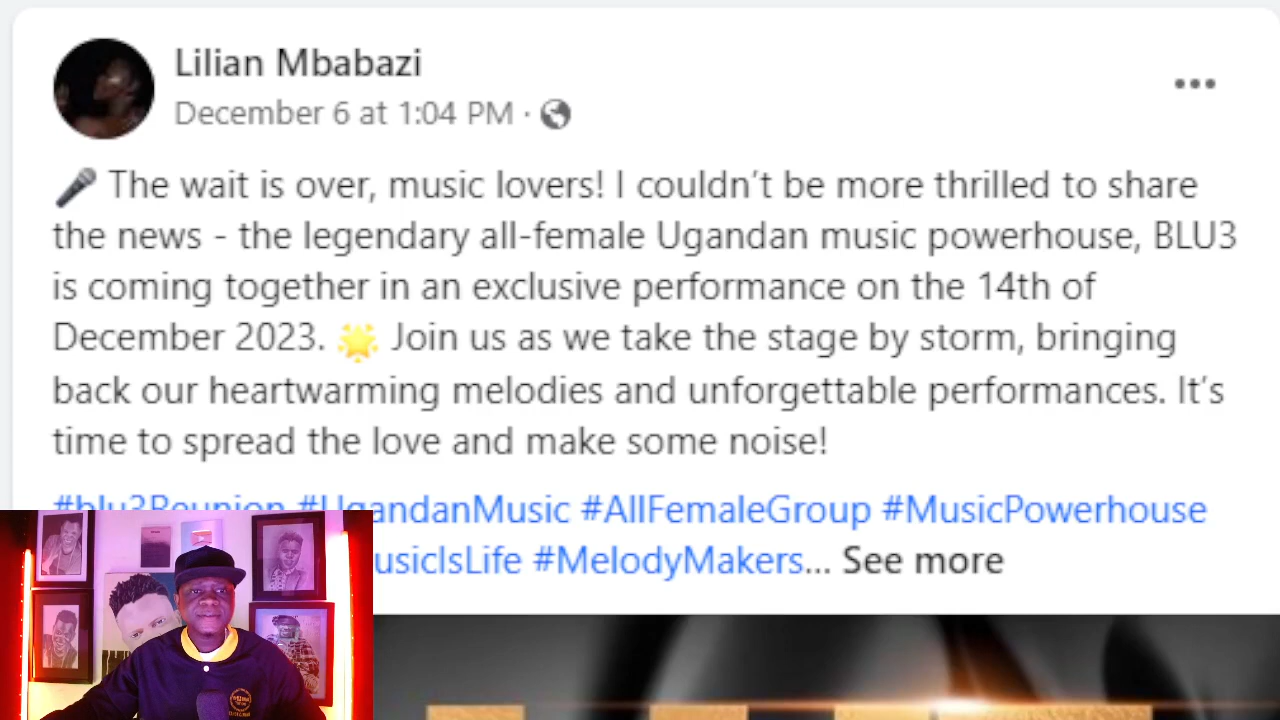 Lilian Mbabazi
December 6 at 1:04 PM ·
The wait is over, music lovers! I couldn't be more thrilled to share
the news - the legendary all-female Ugandan music powerhouse, BLU3
is coming together in an exclusive performance on the 14th of
December 2023. Join us as we take the stage by storm, bringing
back our heartwarming melodies and unforgettable performances. It's
time to spread the love and make some noise!
#blu3Reunion #UgandanMusic #AllFemaleGroup #MusicPowerhouse
#MelodyMakers... See more